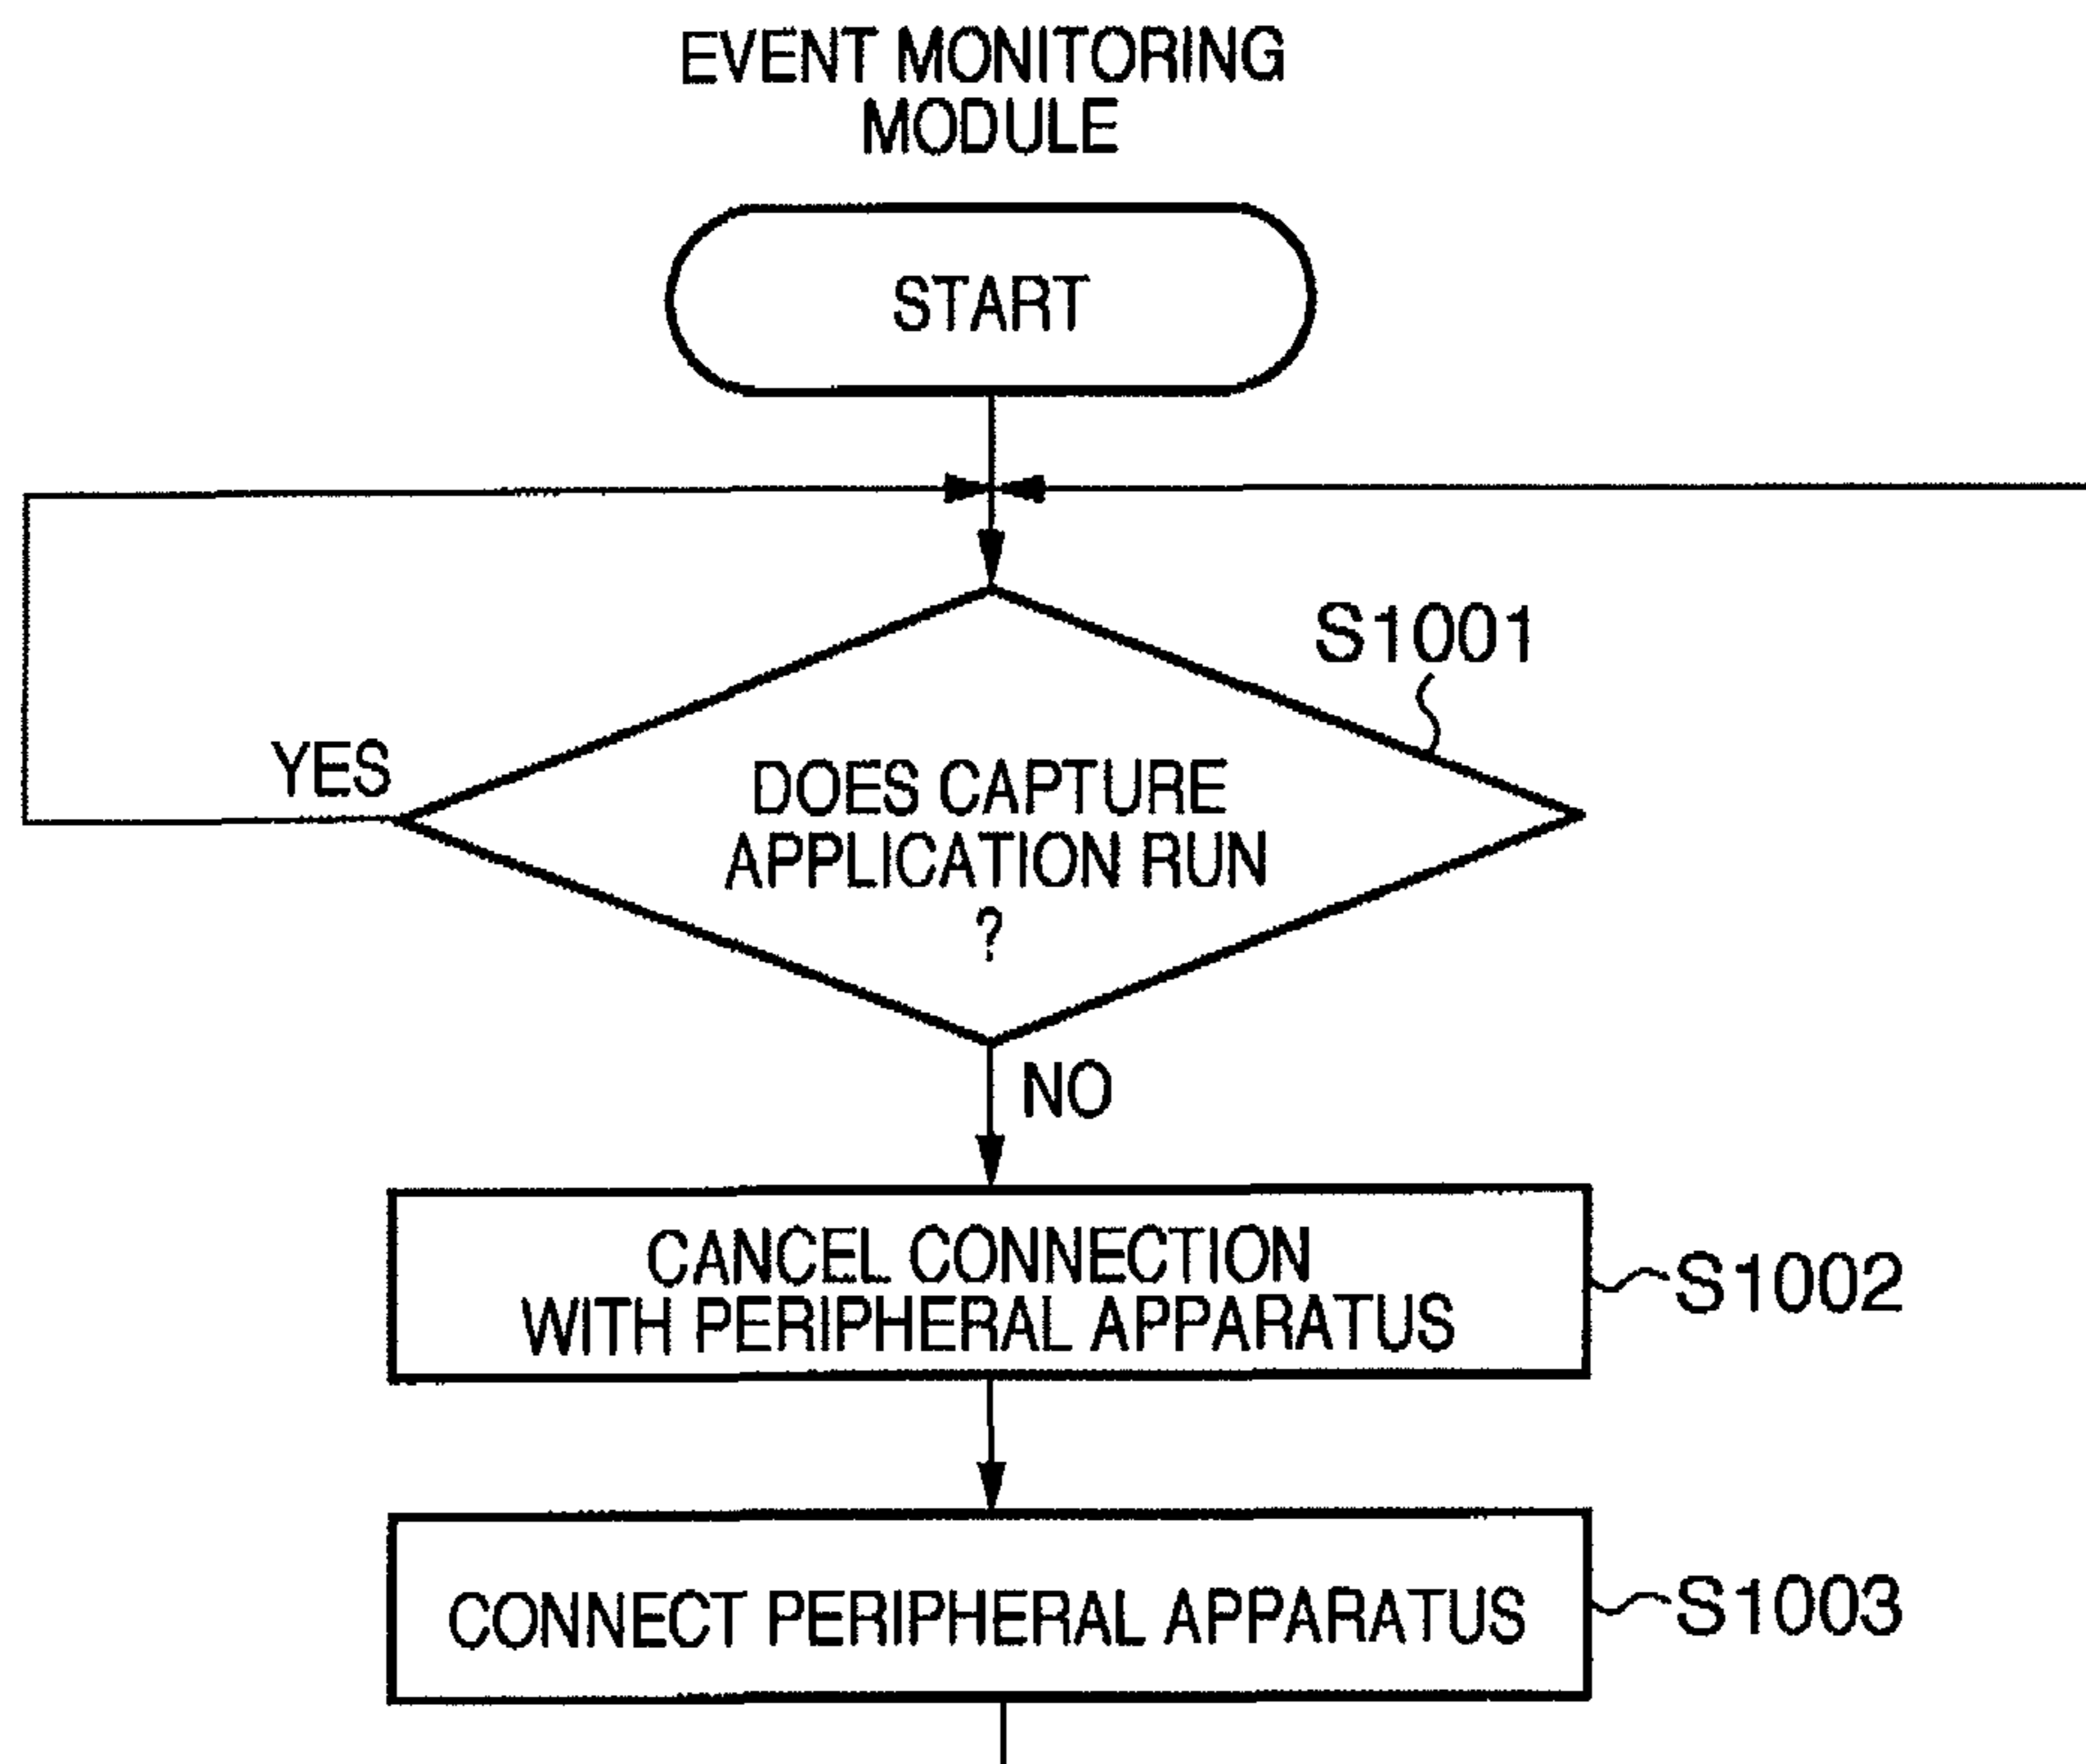 EVENT MONITORING
MODULE
START
S1001
YES
DOES CAPTURE
APPLICATION RUN
?
NO
CANCEL CONNECTION
WITH PERIPHERAL APPARATUS
S1002
CONNECT PERIPHERAL APPARATUS
S1003